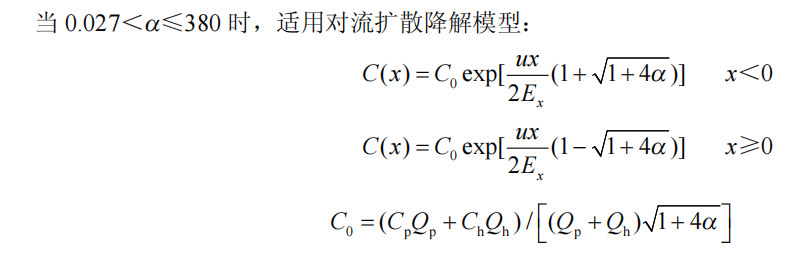 当 0.027＜α≤380 时，适用对流扩散降解模型：
C(x) = C₀ exp[ux/2Eₓ (1+√(1+4α))]  x＜0
C(x) = C₀ exp[ux/2Eₓ (1−√(1+4α))]  x≥0
C₀ = (CₚQₚ + CₕQₕ) / [(Qₚ + Qₕ)√(1+4α)]